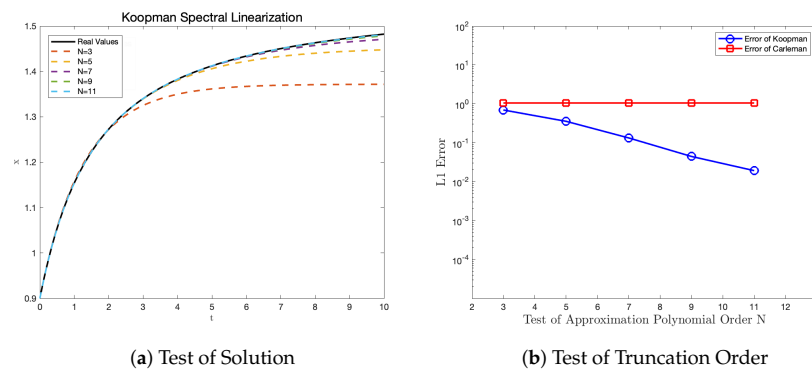 Koopman Spectral Linearization
1.5
1.4
1.3
1.2
1.1
1
0.9
x
Real Values
N=3
N=5
N=7
N=9
N=11
0 1 2 3 4 5 6 7 8 9 10
t
(a) Test of Solution
10^2
10^1
10^0
10^-1
10^-2
10^-3
10^-4
L1 Error
Error of Koopman
Error of Carleman
2 3 4 5 6 7 8 9 10 11 12 13 14
Test of Approximation Polynomial Order N
(b) Test of Truncation Order